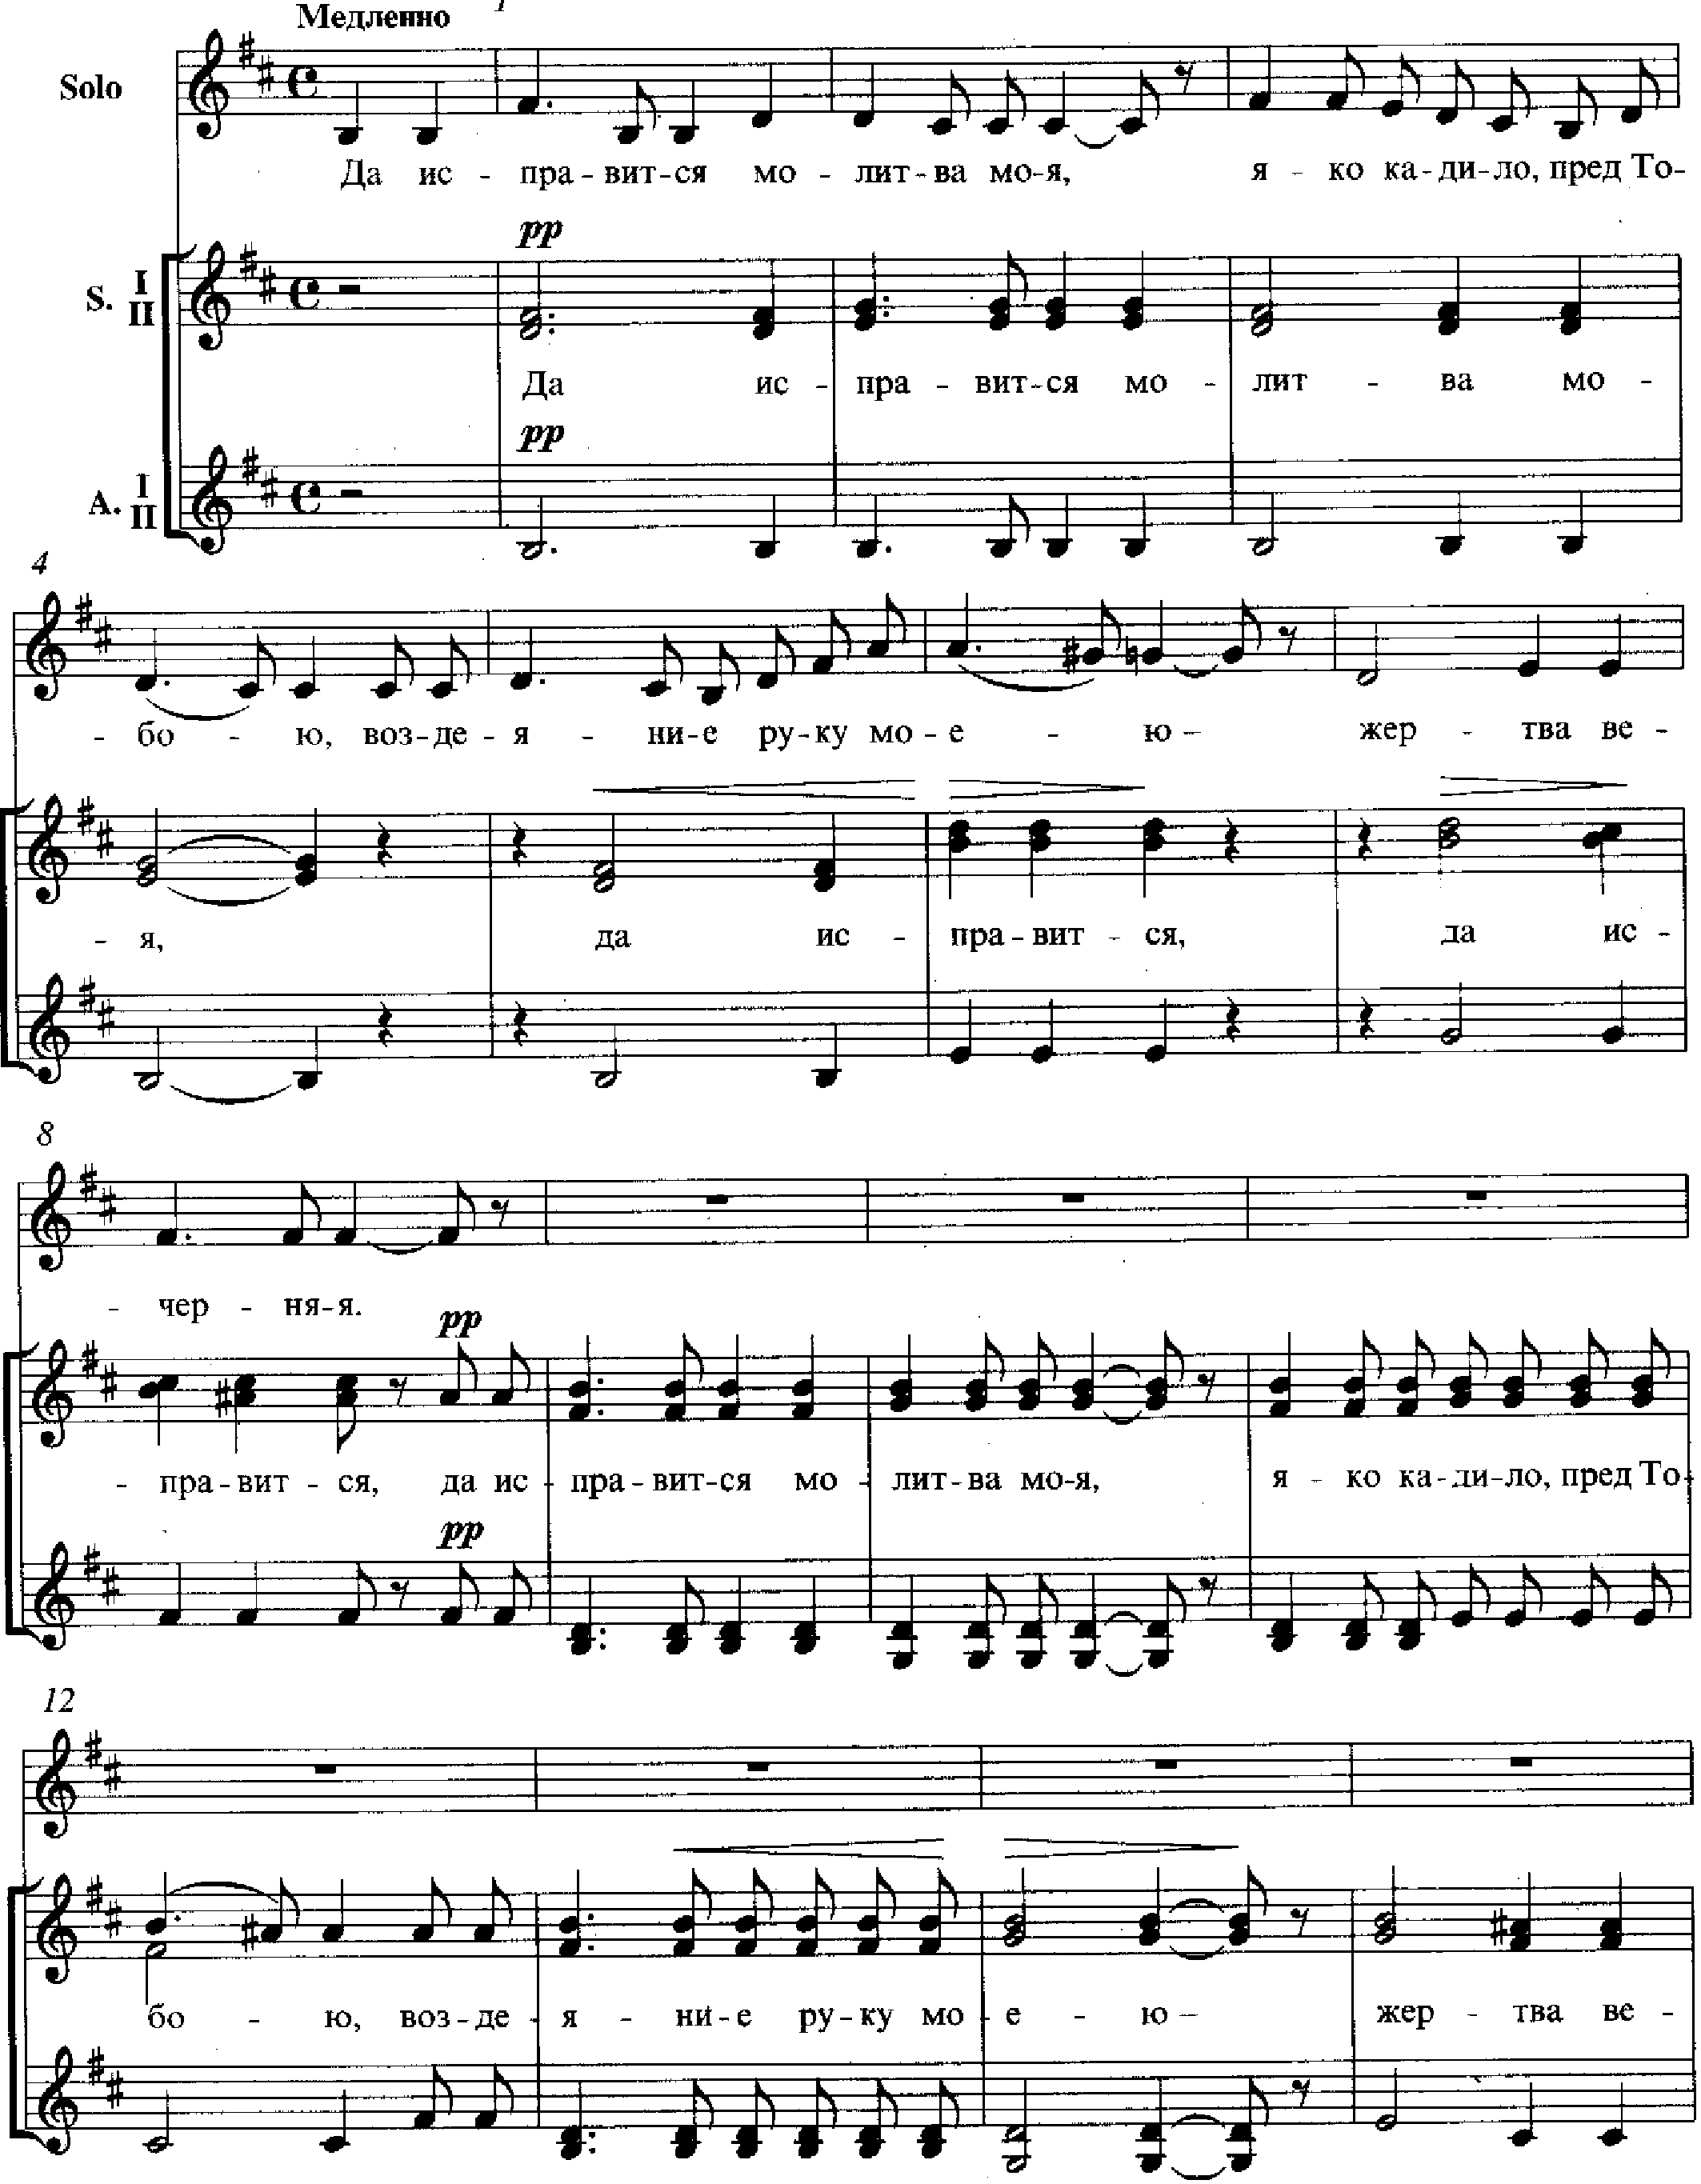 Медленно
Solo
Да ис - пра - вит - ся мо - лит - ва мо-я, я - ко ка - ди - ло, пред То-
pp
S. I II
Да ис - пра - вит - ся мо - лит - ва мо -
pp
A. I II
4
- бо - ю, воз - де - я - ни - е ру - ку мо - е - ю – жер - тва ве -
- я, да ис - пра - вит - ся, да ис -
8
- чер - ня - я.
pp
- пра - вит - ся, да ис - пра - вит - ся мо - лит - ва мо-я, я - ко ка - ди - ло, пред То-
pp
12
бо - ю, воз - де - я - ни - е ру - ку мо - е - ю – жер - тва ве -